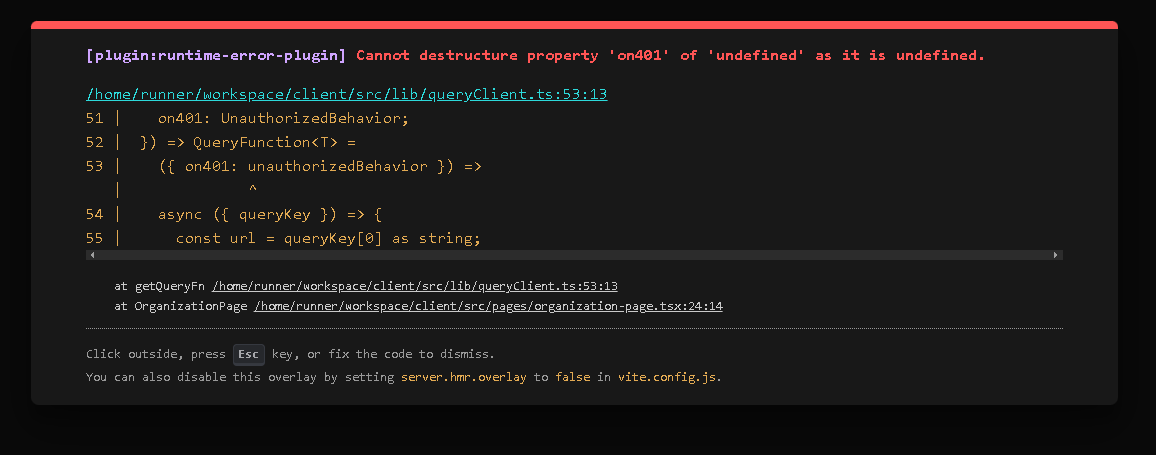 [plugin:runtime-error-plugin] Cannot destructure property 'on401' of 'undefined' as it is undefined.
/home/runner/workspace/client/src/lib/queryClient.ts:53:13
51 |    on401: UnauthorizedBehavior;
52 |  }) => QueryFunction<T> =
53 |    ({ on401: unauthorizedBehavior }) =>
   |              ^
54 |    async ({ queryKey }) => {
55 |      const url = queryKey[0] as string;
at getQueryFn /home/runner/workspace/client/src/lib/queryClient.ts:53:13
at OrganizationPage /home/runner/workspace/client/src/pages/organization-page.tsx:24:14
Click outside, press Esc key, or fix the code to dismiss.
You can also disable this overlay by setting server.hmr.overlay to false in vite.config.js.